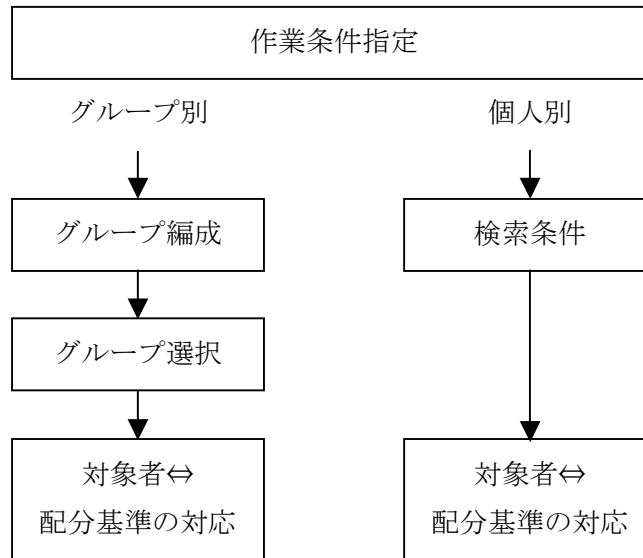 作業条件指定
グループ別
個人別
グループ編成
検索条件
グループ選択
対象者⇔
配分基準の対応
対象者⇔
配分基準の対応